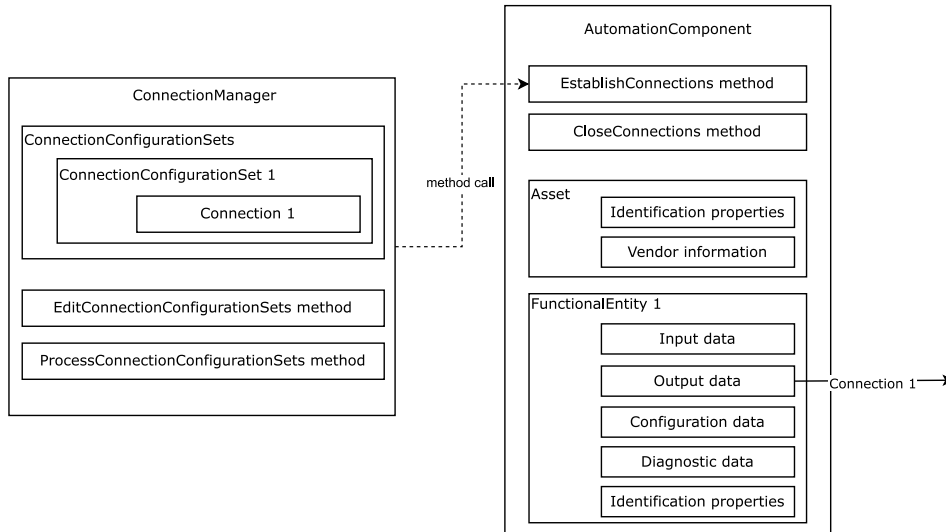 ConnectionManager
ConnectionConfigurationSets
ConnectionConfigurationSet 1
Connection 1
EditConnectionConfigurationSets method
ProcessConnectionConfigurationSets method
method call
AutomationComponent
EstablishConnections method
CloseConnections method
Asset
Identification properties
Vendor information
FunctionalEntity 1
Input data
Output data
Connection 1
Configuration data
Diagnostic data
Identification properties